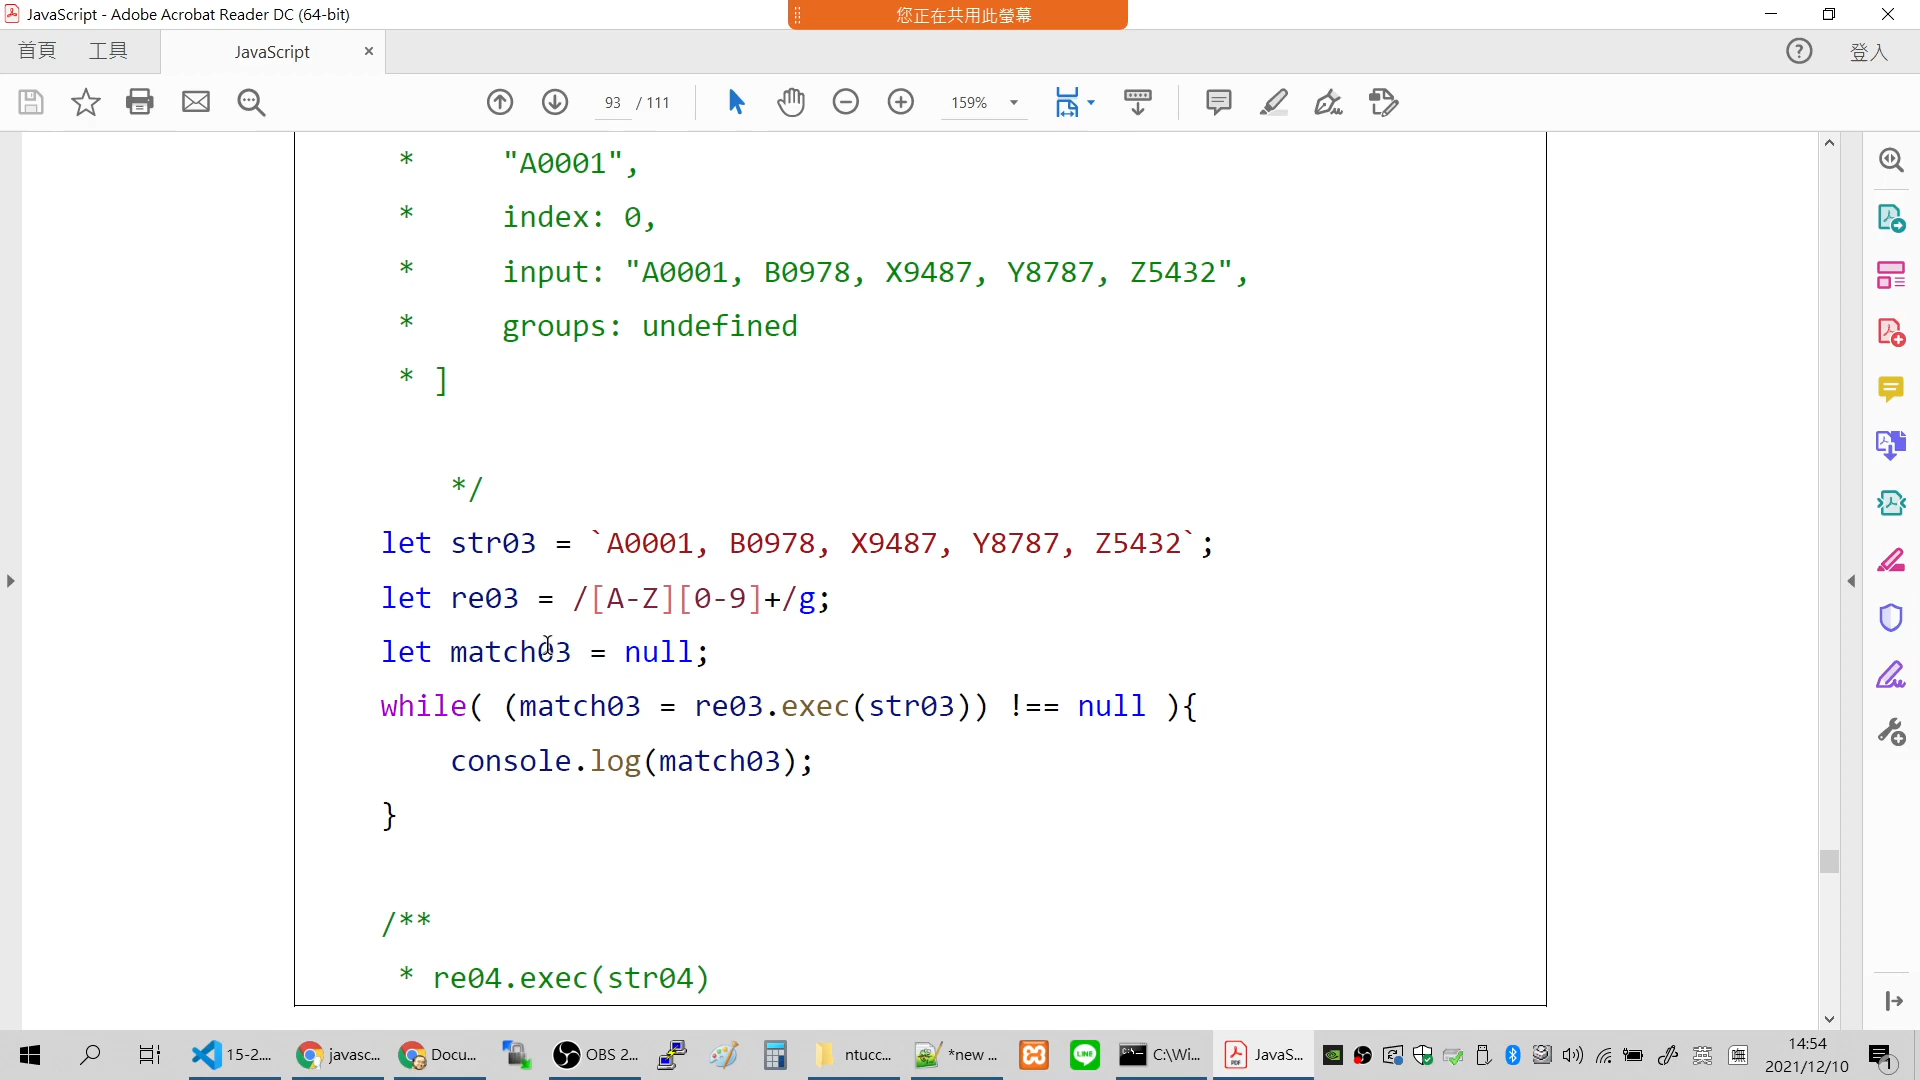 JavaScript - Adobe Acrobat Reader DC (64-bit)
您正在共用此螢幕
首頁
工具
JavaScript
登入
93 / 111
159%
* "A0001",
* index: 0,
* input: "A0001, B0978, X9487, Y8787, Z5432",
* groups: undefined
* ]
*/
let str03 = `A0001, B0978, X9487, Y8787, Z5432`;
let re03 = /[A-Z][0-9]+/g;
let match03 = null;
while( (match03 = re03.exec(str03)) !== null ){
console.log(match03);
}
/**
* re04.exec(str04)
15-2....
javasc...
Docu...
OBS 2...
ntucc...
*new ...
C:\Wi...
JavaS...
英
14:54
2021/12/10
1